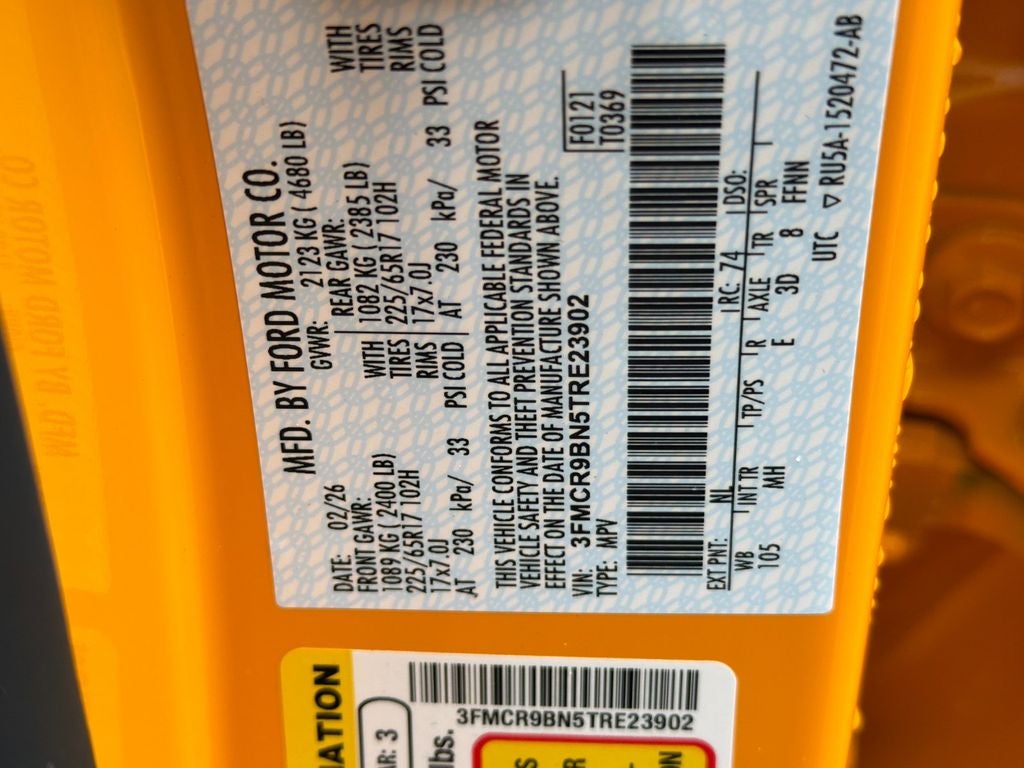 MFD. BY FORD MOTOR CO.
DATE: 02/26 GVWR: 2123 KG ( 4680 LB)
FRONT GAWR: REAR GAWR:
1089 KG ( 2400 LB) WITH 1082 KG ( 2385 LB) WITH
225/65R17 102H TIRES 225/65R17 102H TIRES
17x7.0J RIMS 17x7.0J RIMS
AT 230 kPa/ 33 PSI COLD AT 230 kPa/ 33 PSI COLD
THIS VEHICLE CONFORMS TO ALL APPLICABLE FEDERAL MOTOR
VEHICLE SAFETY AND THEFT PREVENTION STANDARDS IN
EFFECT ON THE DATE OF MANUFACTURE SHOWN ABOVE.
VIN: 3FMCR9BN5TRE23902 F0121
TYPE: MPV T0369
EXT PNT: NL RC: 74 DSO:
WB INT TR TP/PS R AXLE TR SPR
105 MH E 3D 8 FFNN
UTC ▽ RU5A-1520472-AB
3FMCR9BN5TRE23902
lbs.